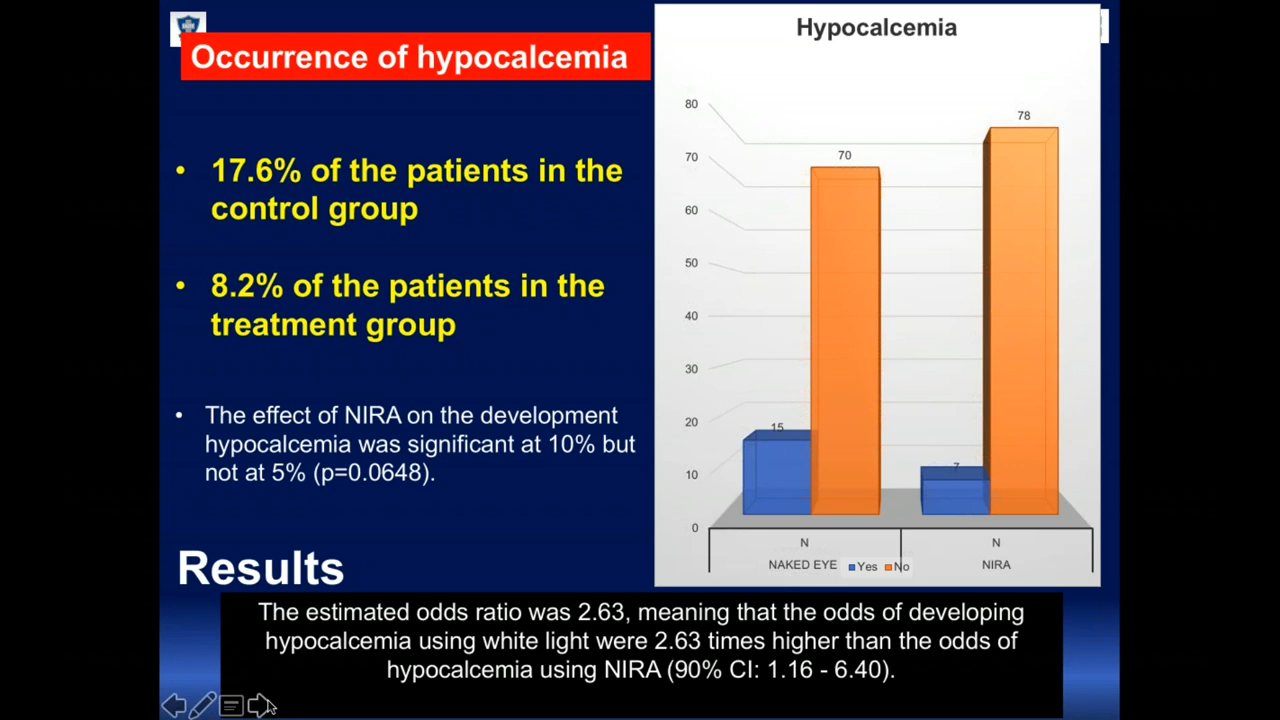 Occurrence of hypocalcemia
• 17.6% of the patients in the
control group
• 8.2% of the patients in the
treatment group
• The effect of NIRA on the development
hypocalcemia was significant at 10% but
not at 5% (p=0.0648).
Results
Hypocalcemia
80
70
60
50
40
30
20
10
0
15
70
7
78
N
N
NAKED EYE
NIRA
Yes No
The estimated odds ratio was 2.63, meaning that the odds of developing
hypocalcemia using white light were 2.63 times higher than the odds of
hypocalcemia using NIRA (90% CI: 1.16 - 6.40).